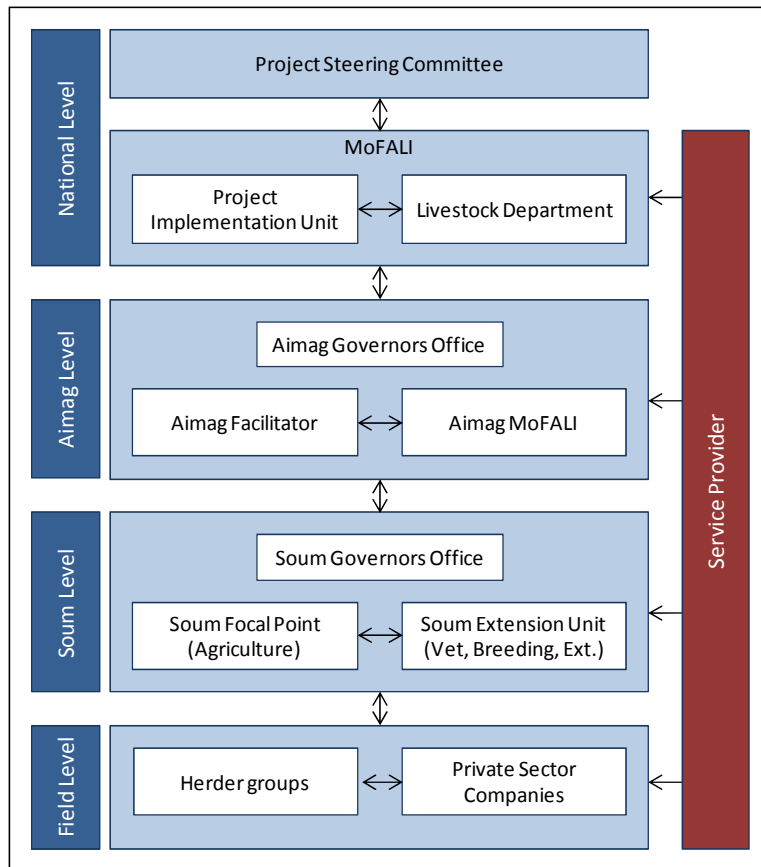 National Level
Project Steering Committee
MoFALI
Project
Implementation Unit
Livestock Department
Aimag Level
Aimag Governors Office
Aimag Facilitator
Aimag MoFALI
Soum Level
Soum Governors Office
Soum Focal Point
(Agriculture)
Soum Extension Unit
(Vet, Breeding, Ext.)
Field Level
Herder groups
Private Sector
Companies
Service Provider